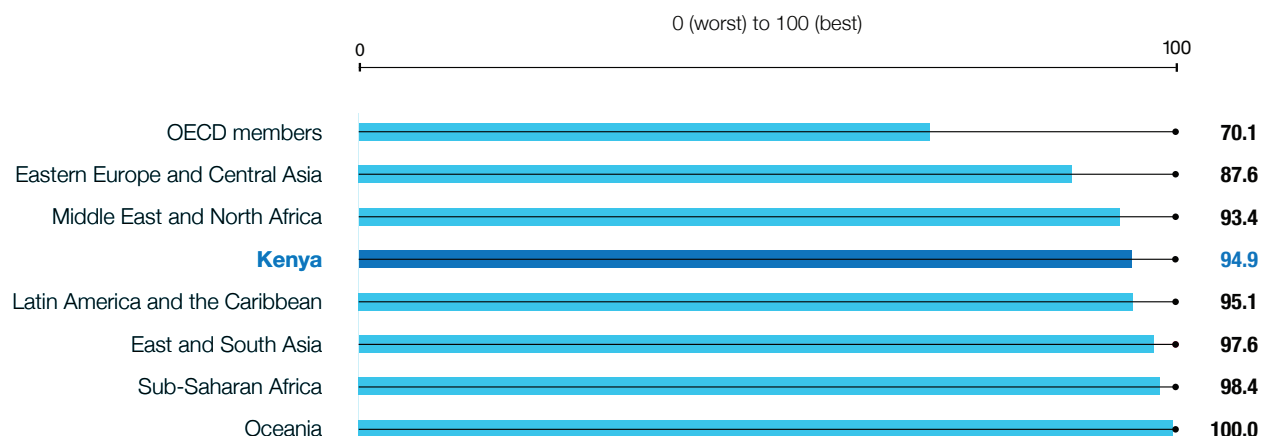 0 (worst) to 100 (best)
0 100
OECD members 70.1
Eastern Europe and Central Asia 87.6
Middle East and North Africa 93.4
Kenya 94.9
Latin America and the Caribbean 95.1
East and South Asia 97.6
Sub-Saharan Africa 98.4
Oceania 100.0